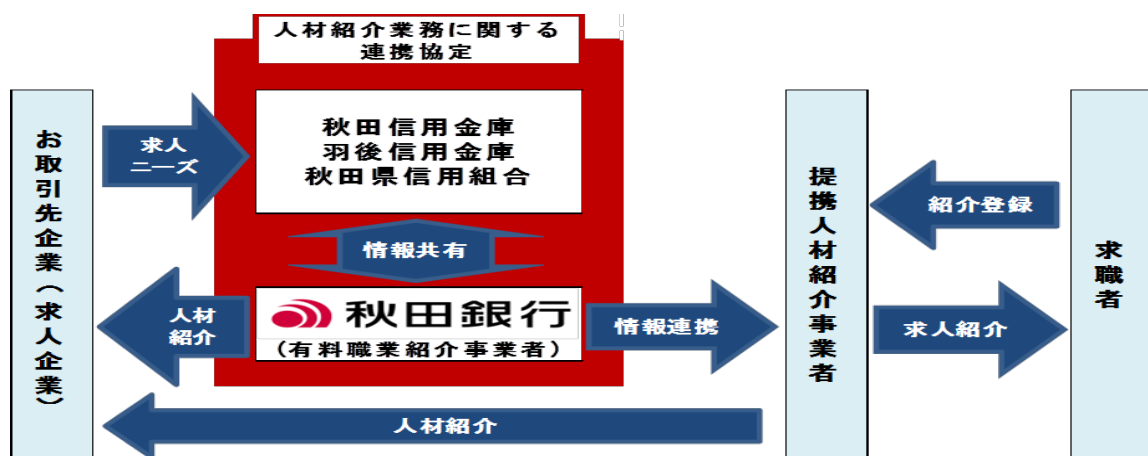 人材紹介業務に関する
連携協定
お取引先企業（求人企業）
求人
ニーズ
秋田信用金庫
羽後信用金庫
秋田県信用組合
情報共有
人材
紹介
秋田銀行
（有料職業紹介事業者）
情報連携
提携人材紹介事業者
紹介登録
求人紹介
求職者
人材紹介